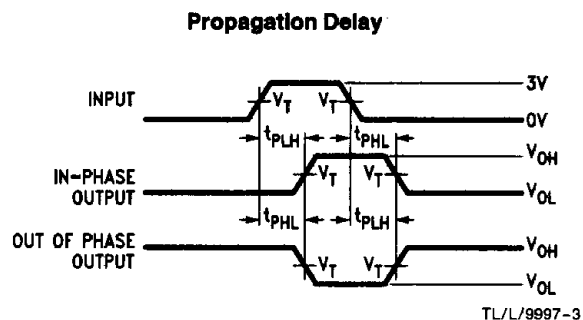 Propagation Delay
INPUT
V_T V_T
3V
0V
t_PLH t_PHL
IN-PHASE
OUTPUT
V_T V_T
V_OH
V_OL
t_PHL t_PLH
OUT OF PHASE
OUTPUT
V_T V_T
V_OH
V_OL
TL/L/9997-3